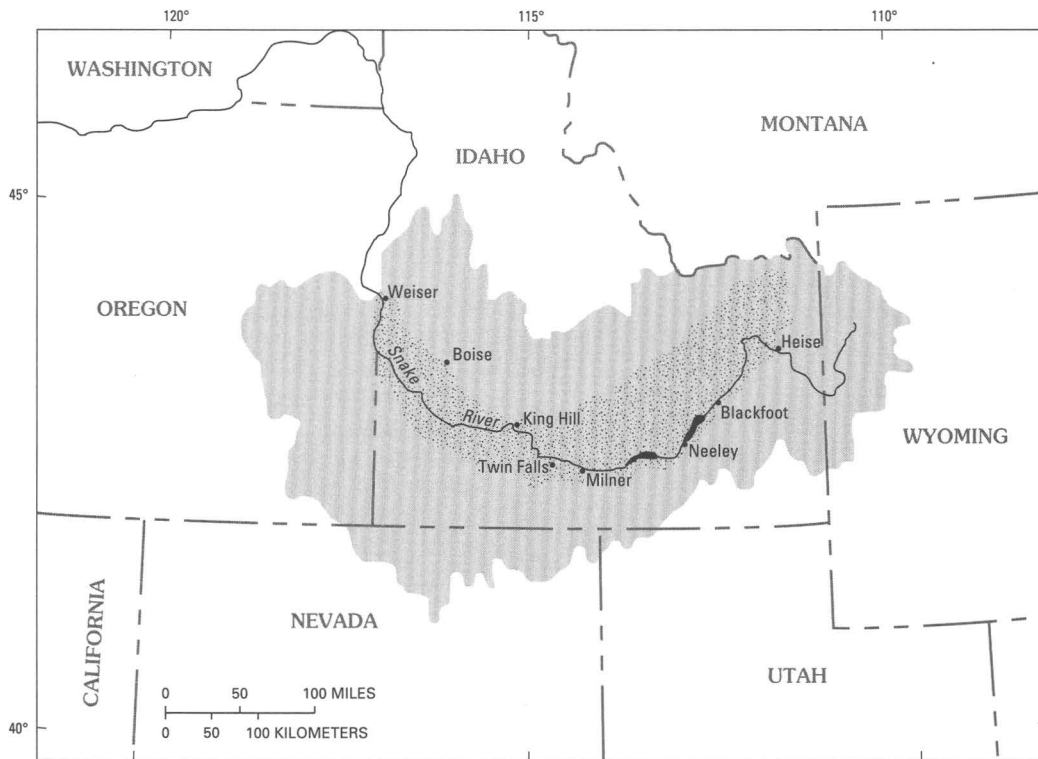 120°
115°
110°
WASHINGTON
MONTANA
IDAHO
45°
Weiser
OREGON
Heise
Boise
Snake
River
King Hill
Blackfoot
WYOMING
Neeley
Twin Falls
Milner
CALIFORNIA
NEVADA
UTAH
0 50 100 MILES
0 50 100 KILOMETERS
40°